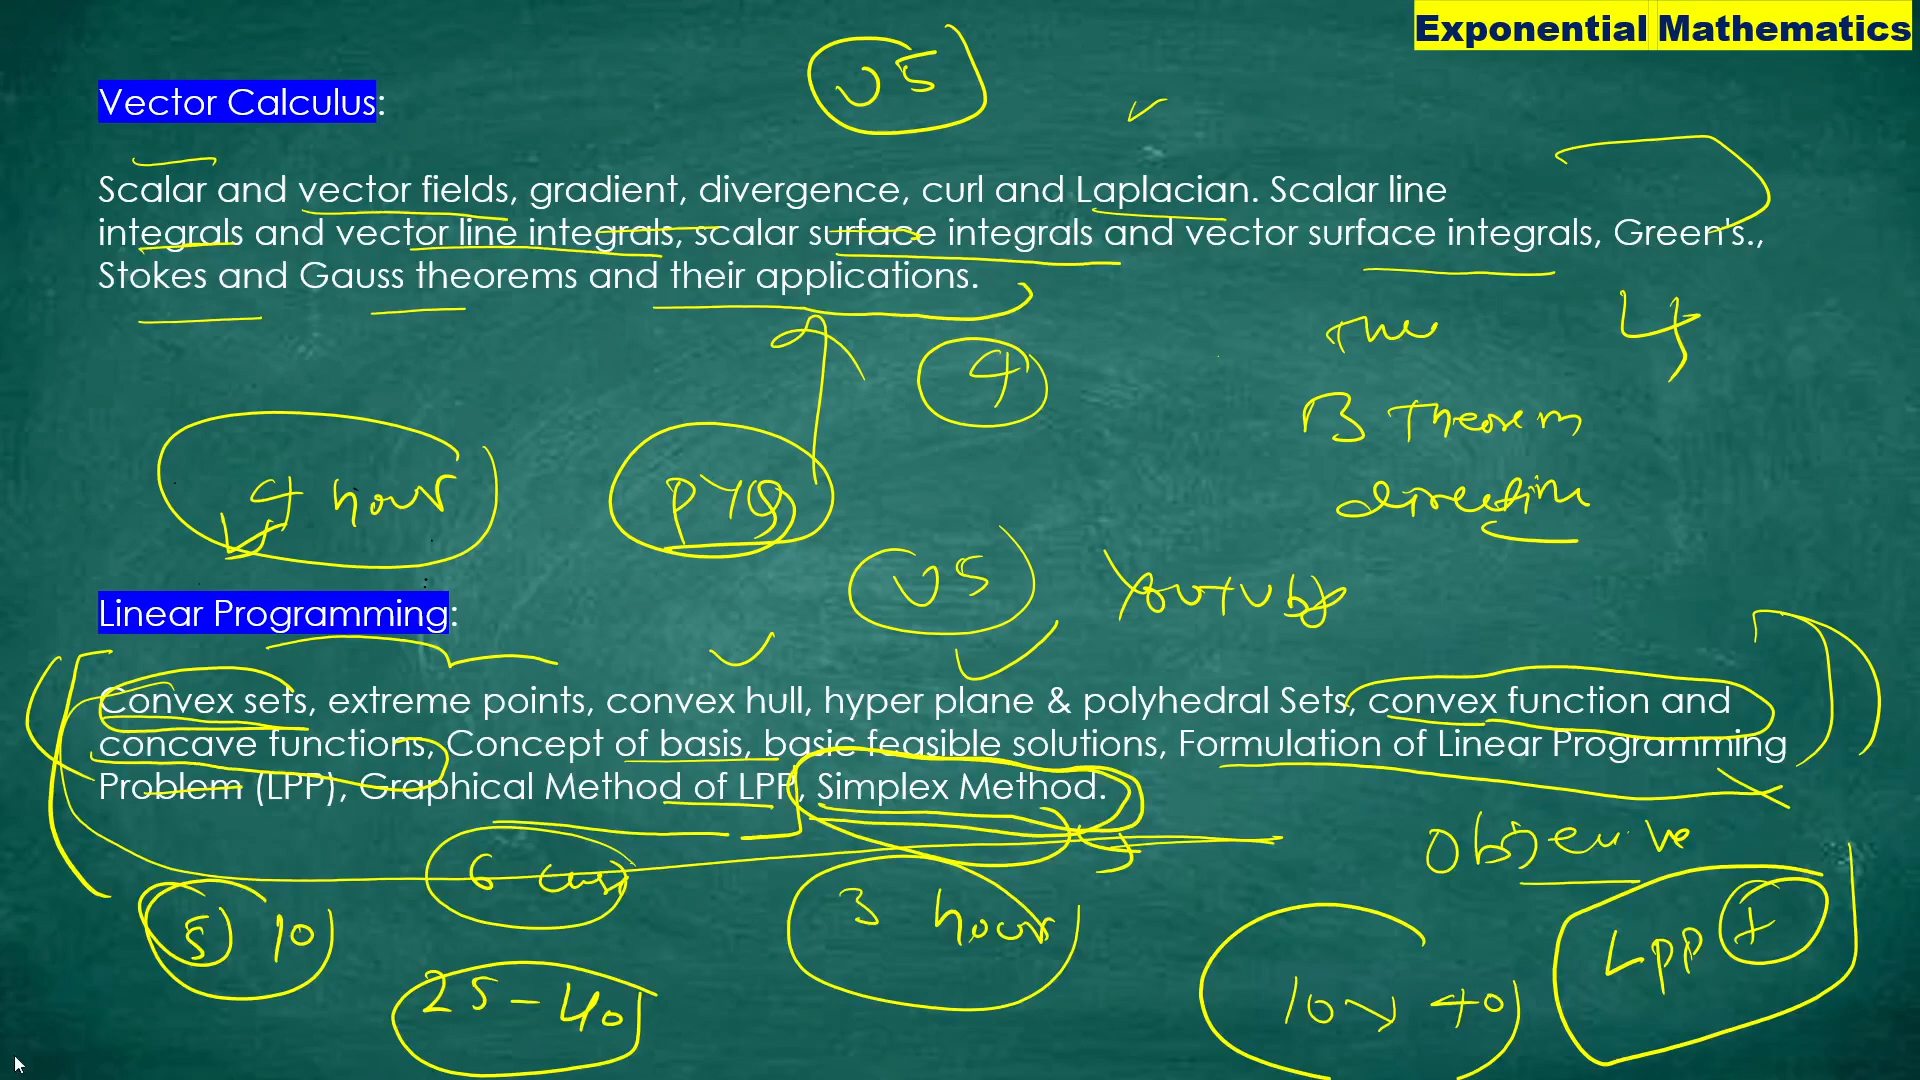 Exponential Mathematics
05
Vector Calculus:
Scalar and vector fields, gradient, divergence, curl and Laplacian. Scalar line
integrals and vector line integrals, scalar surface integrals and vector surface integrals, Green's.,
Stokes and Gauss theorems and their applications.
4
B Theorem
direction
4 hour
PYQ
05
Youtube
Linear Programming:
Convex sets, extreme points, convex hull, hyper plane & polyhedral Sets, convex function and
concave functions, Concept of basis, basic feasible solutions, Formulation of Linear Programming
Problem (LPP), Graphical Method of LPP, Simplex Method.
Observe
6
5 10
3 hour
LPP
25-40
10 40